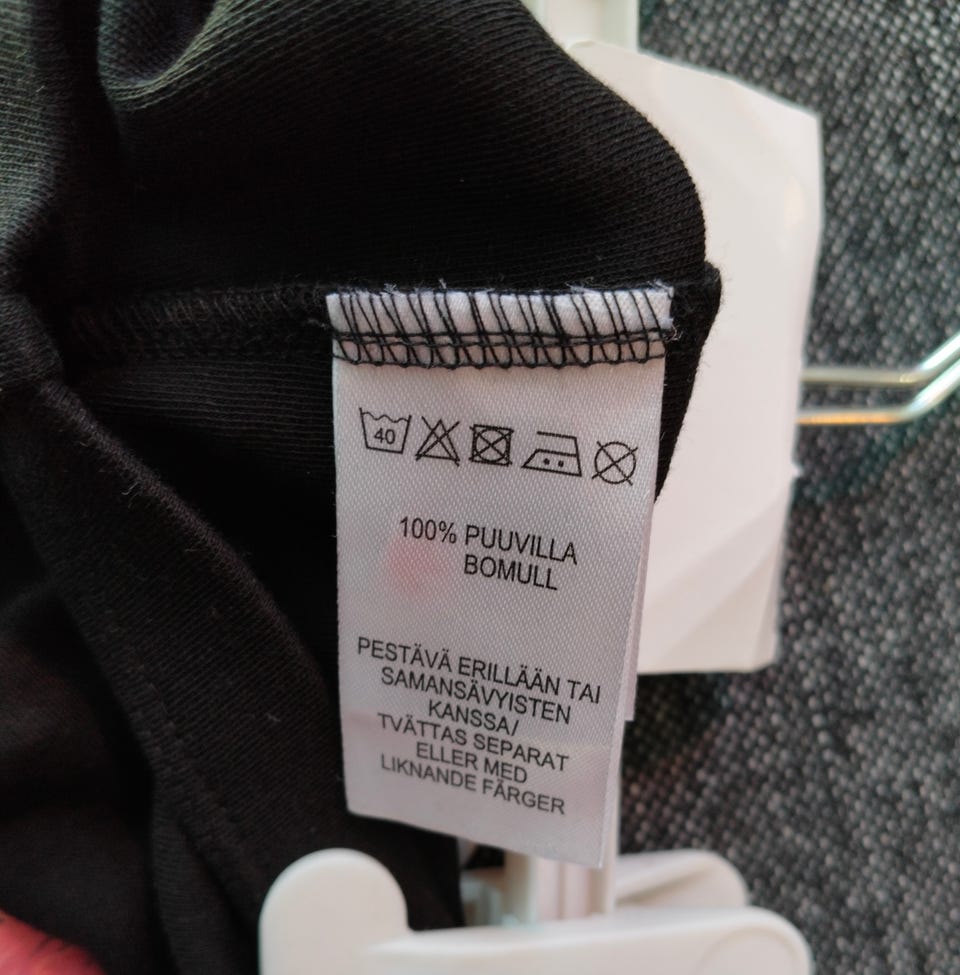 40
100% PUUVILLA
BOMULL
PESTÄVÄ ERILLÄÄN TAI
SAMANSÄVYISTEN
KANSSA/
TVÄTTAS SEPARAT
ELLER MED
LIKNANDE FÄRGER